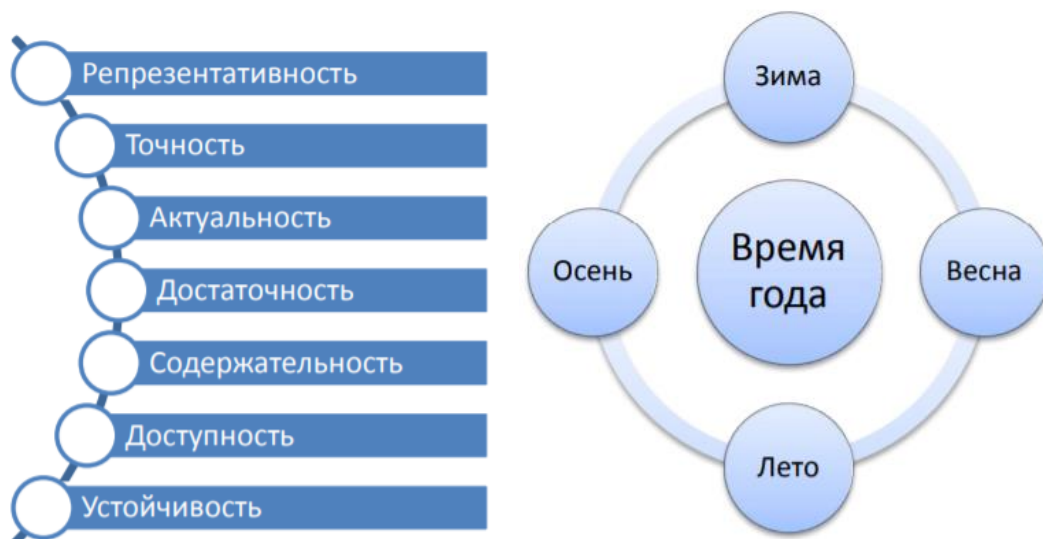 Репрезентативность
Точность
Актуальность
Достаточность
Содержательность
Доступность
Устойчивость
Зима
Осень
Время
года
Весна
Лето